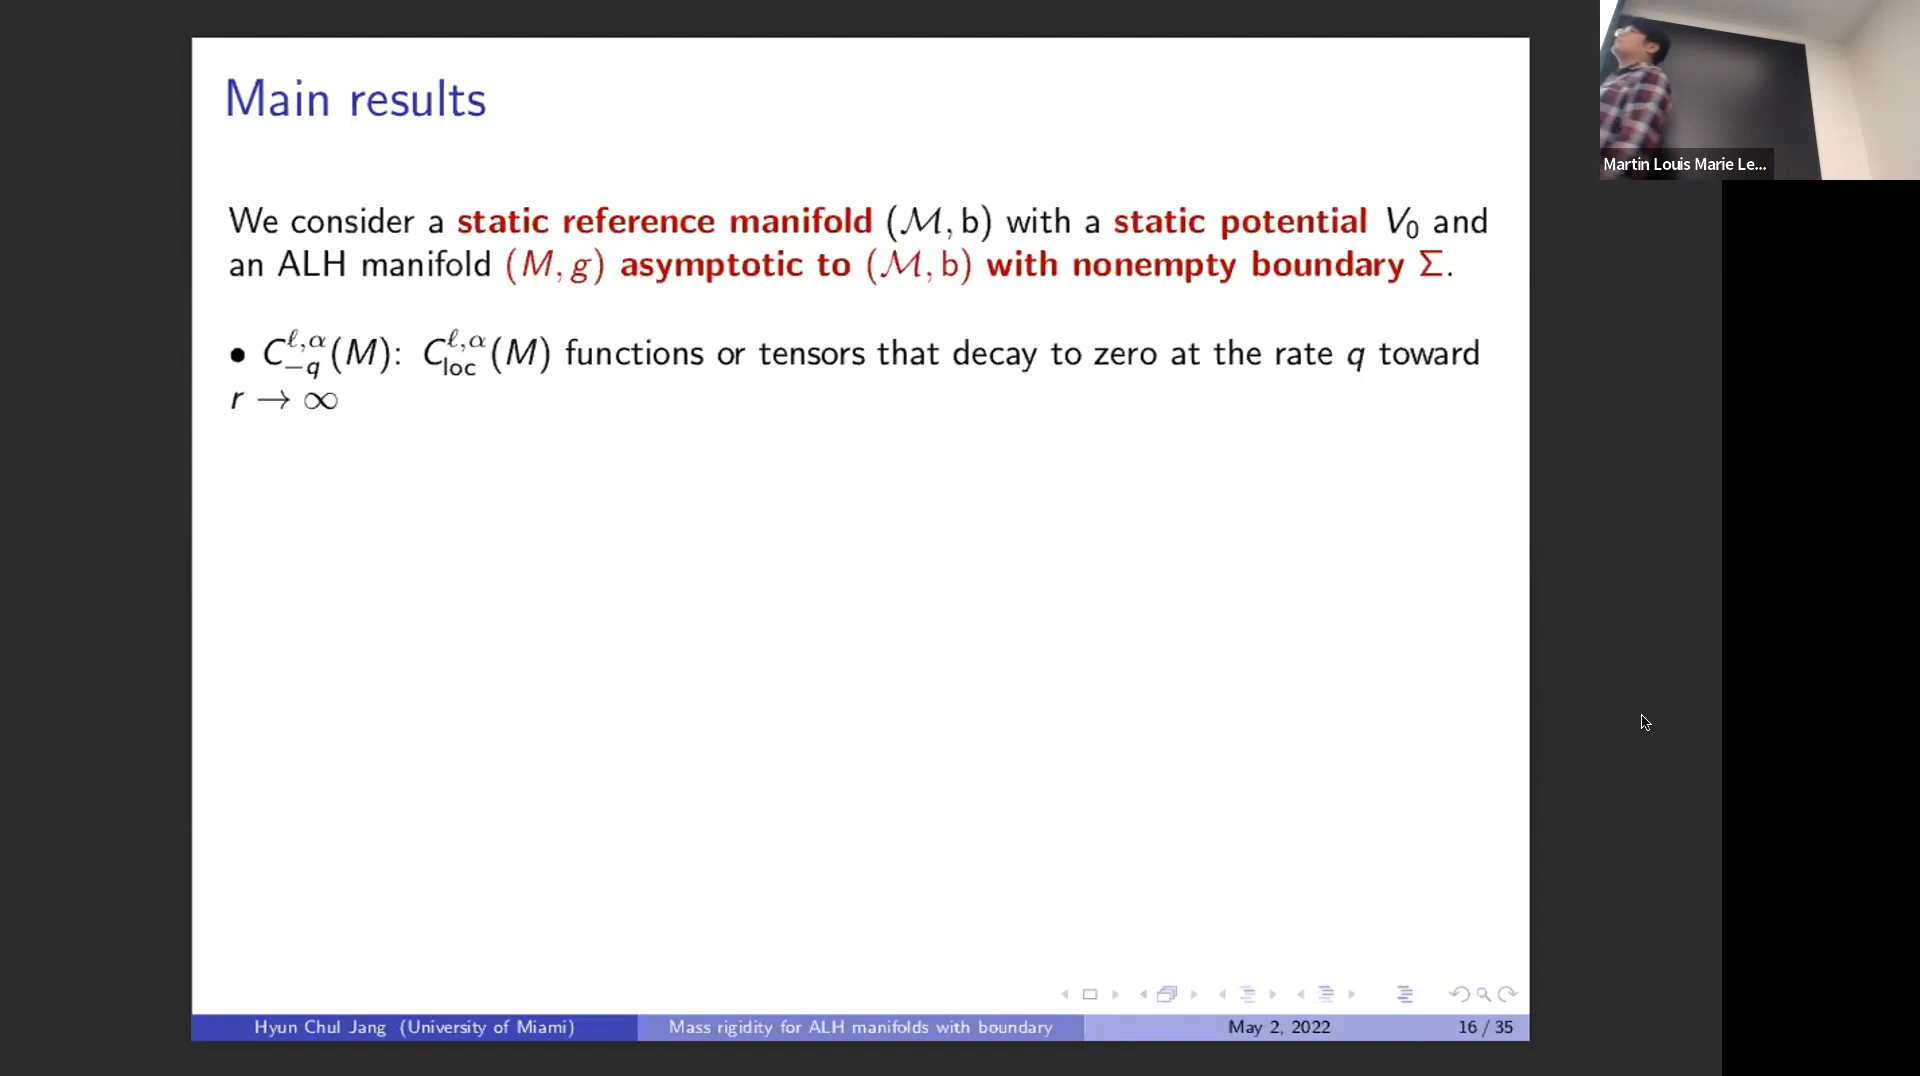 Main results
We consider a static reference manifold (ℳ, b) with a static potential V₀ and
an ALH manifold (M, g) asymptotic to (ℳ, b) with nonempty boundary Σ.
• C^{ℓ,α}_{−q}(M): C^{ℓ,α}_{loc}(M) functions or tensors that decay to zero at the rate q toward
r → ∞
Hyun Chul Jang (University of Miami) Mass rigidity for ALH manifolds with boundary May 2, 2022 16 / 35
Martin Louis Marie Le...